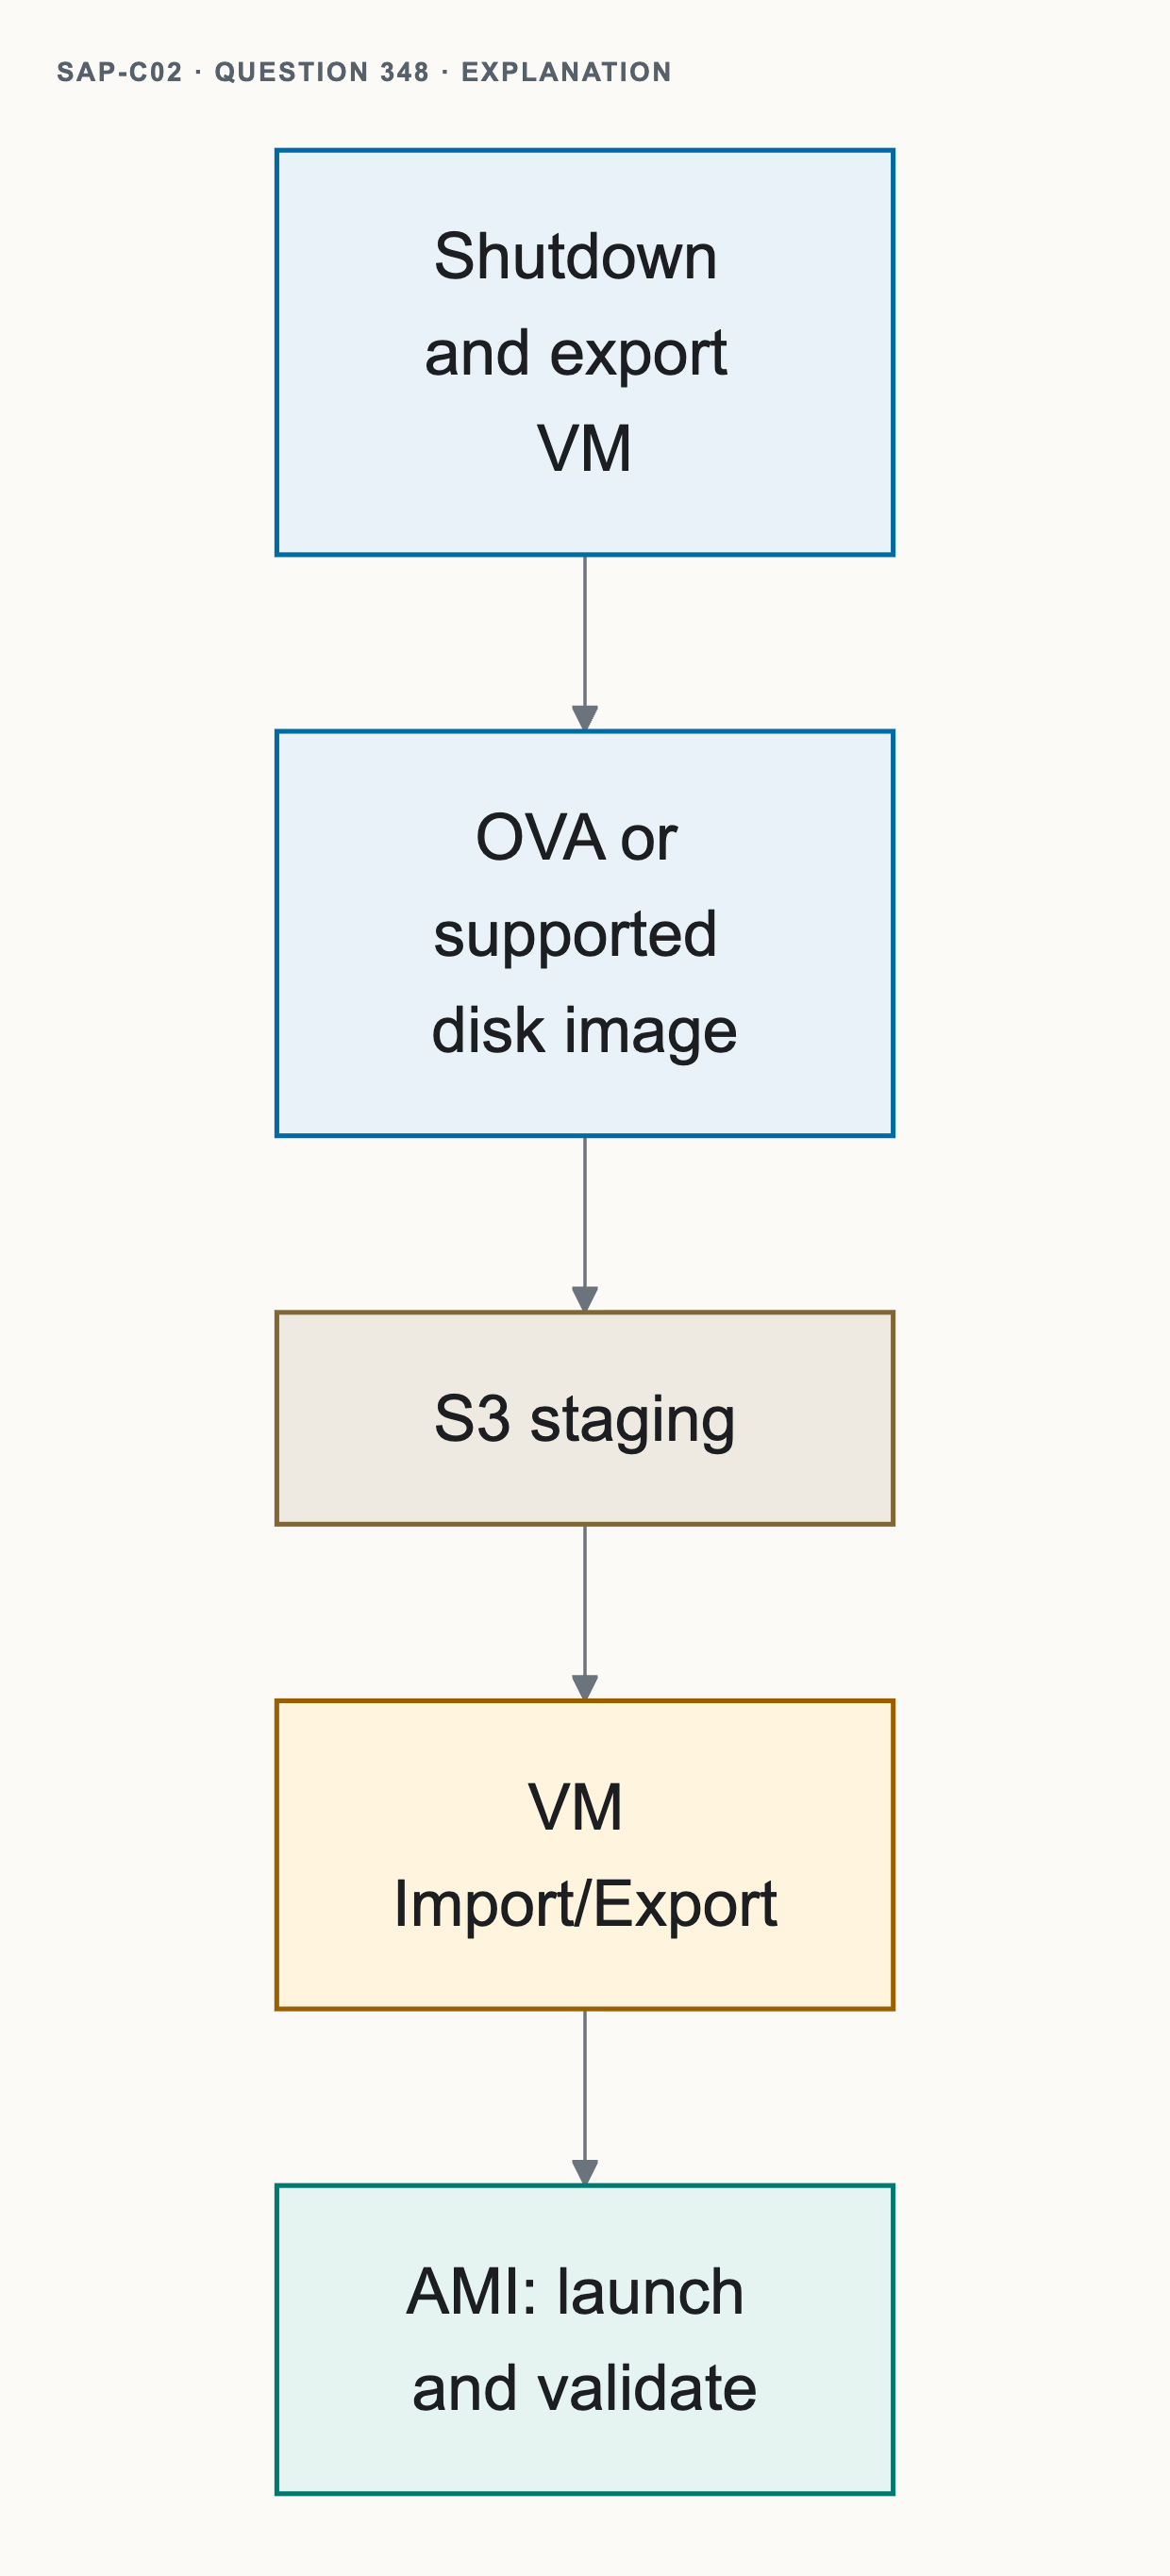 SAP-C02 · QUESTION 348 · EXPLANATION
Shutdown
and export
VM
OVA or
supported
disk image
S3 staging
VM
Import/Export
AMI: launch
and validate